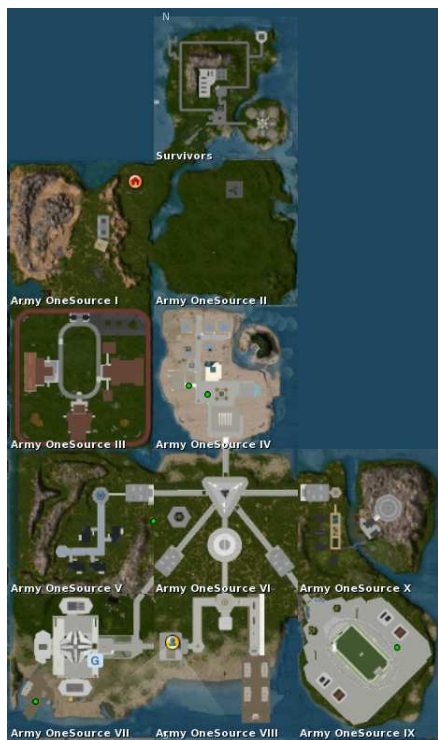 N
Survivors
Army OneSource I
Army OneSource II
Army OneSource III
Army OneSource IV
Army OneSource V
Army OneSource VI
Army OneSource X
G
Army OneSource VII
Army OneSource VIII
Army OneSource IX